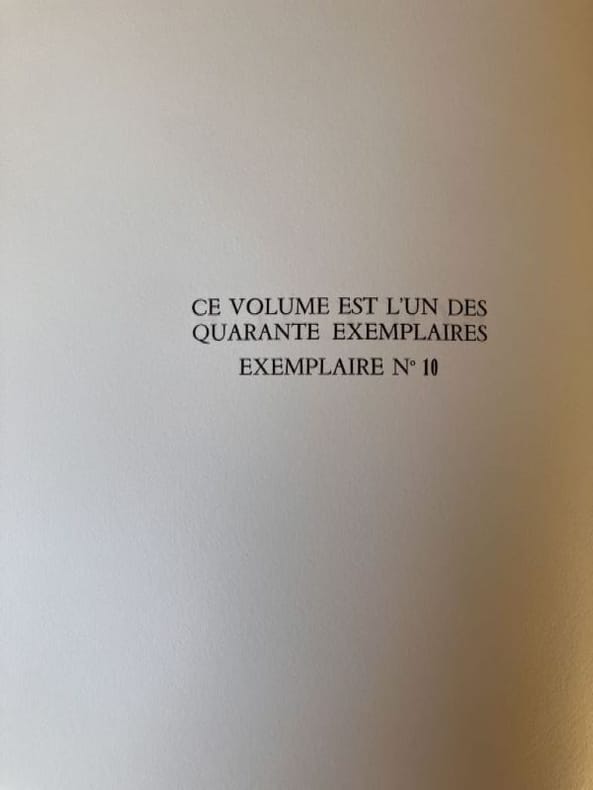 CE VOLUME EST L'UN DES
QUARANTE EXEMPLAIRES
EXEMPLAIRE N° 10